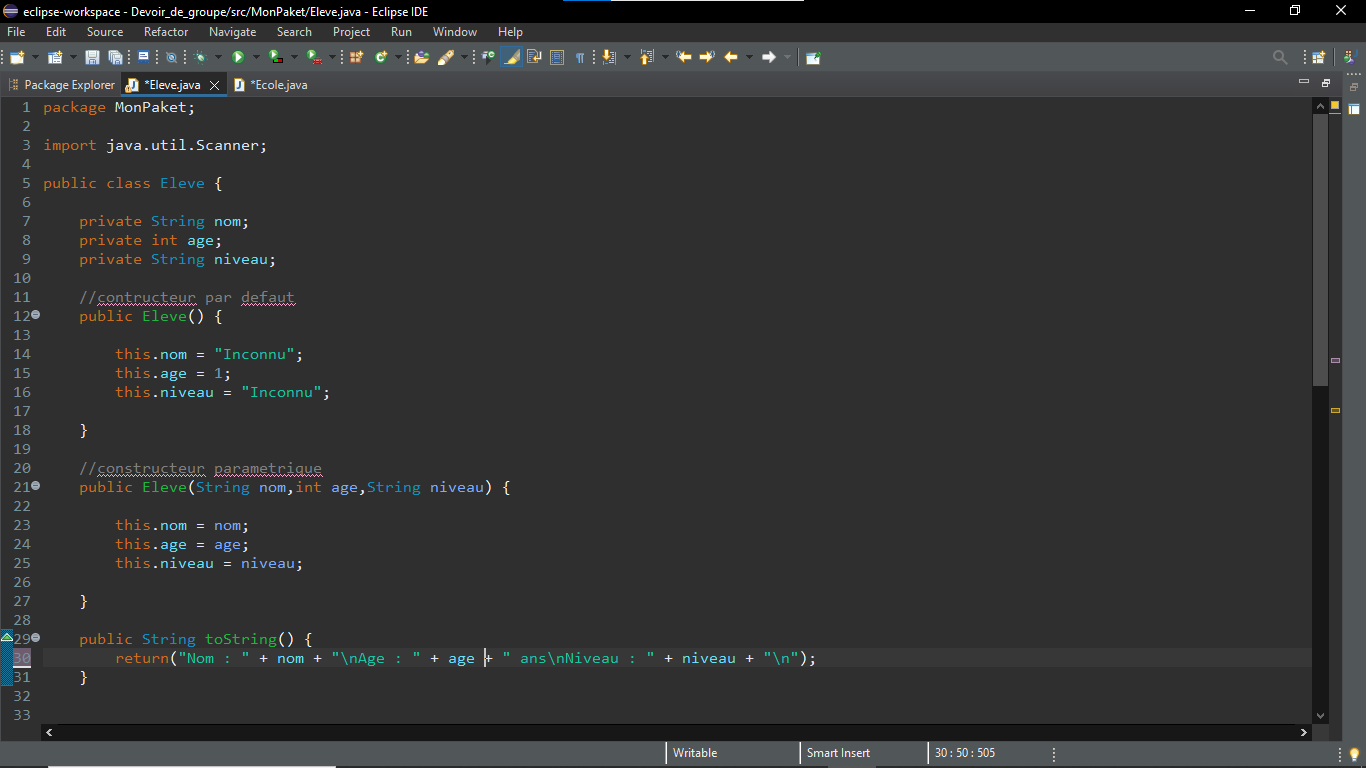 eclipse-workspace - Devoir_de_groupe/src/MonPaket/Eleve.java - Eclipse IDE
File Edit Source Refactor Navigate Search Project Run Window Help
Package Explorer *Eleve.java *Ecole.java
1 package MonPaket;
2
3 import java.util.Scanner;
4
5 public class Eleve {
6
7 private String nom;
8 private int age;
9 private String niveau;
10
11 //contructeur par defaut
12 public Eleve() {
13
14 this.nom = "Inconnu";
15 this.age = 1;
16 this.niveau = "Inconnu";
17
18 }
19
20 //constructeur parametrique
21 public Eleve(String nom,int age,String niveau) {
22
23 this.nom = nom;
24 this.age = age;
25 this.niveau = niveau;
26
27 }
28
29 public String toString() {
30 return("Nom : " + nom + "\nAge : " + age + " ans\nNiveau : " + niveau + "\n");
31 }
32
33
Writable Smart Insert 30 : 50 : 505